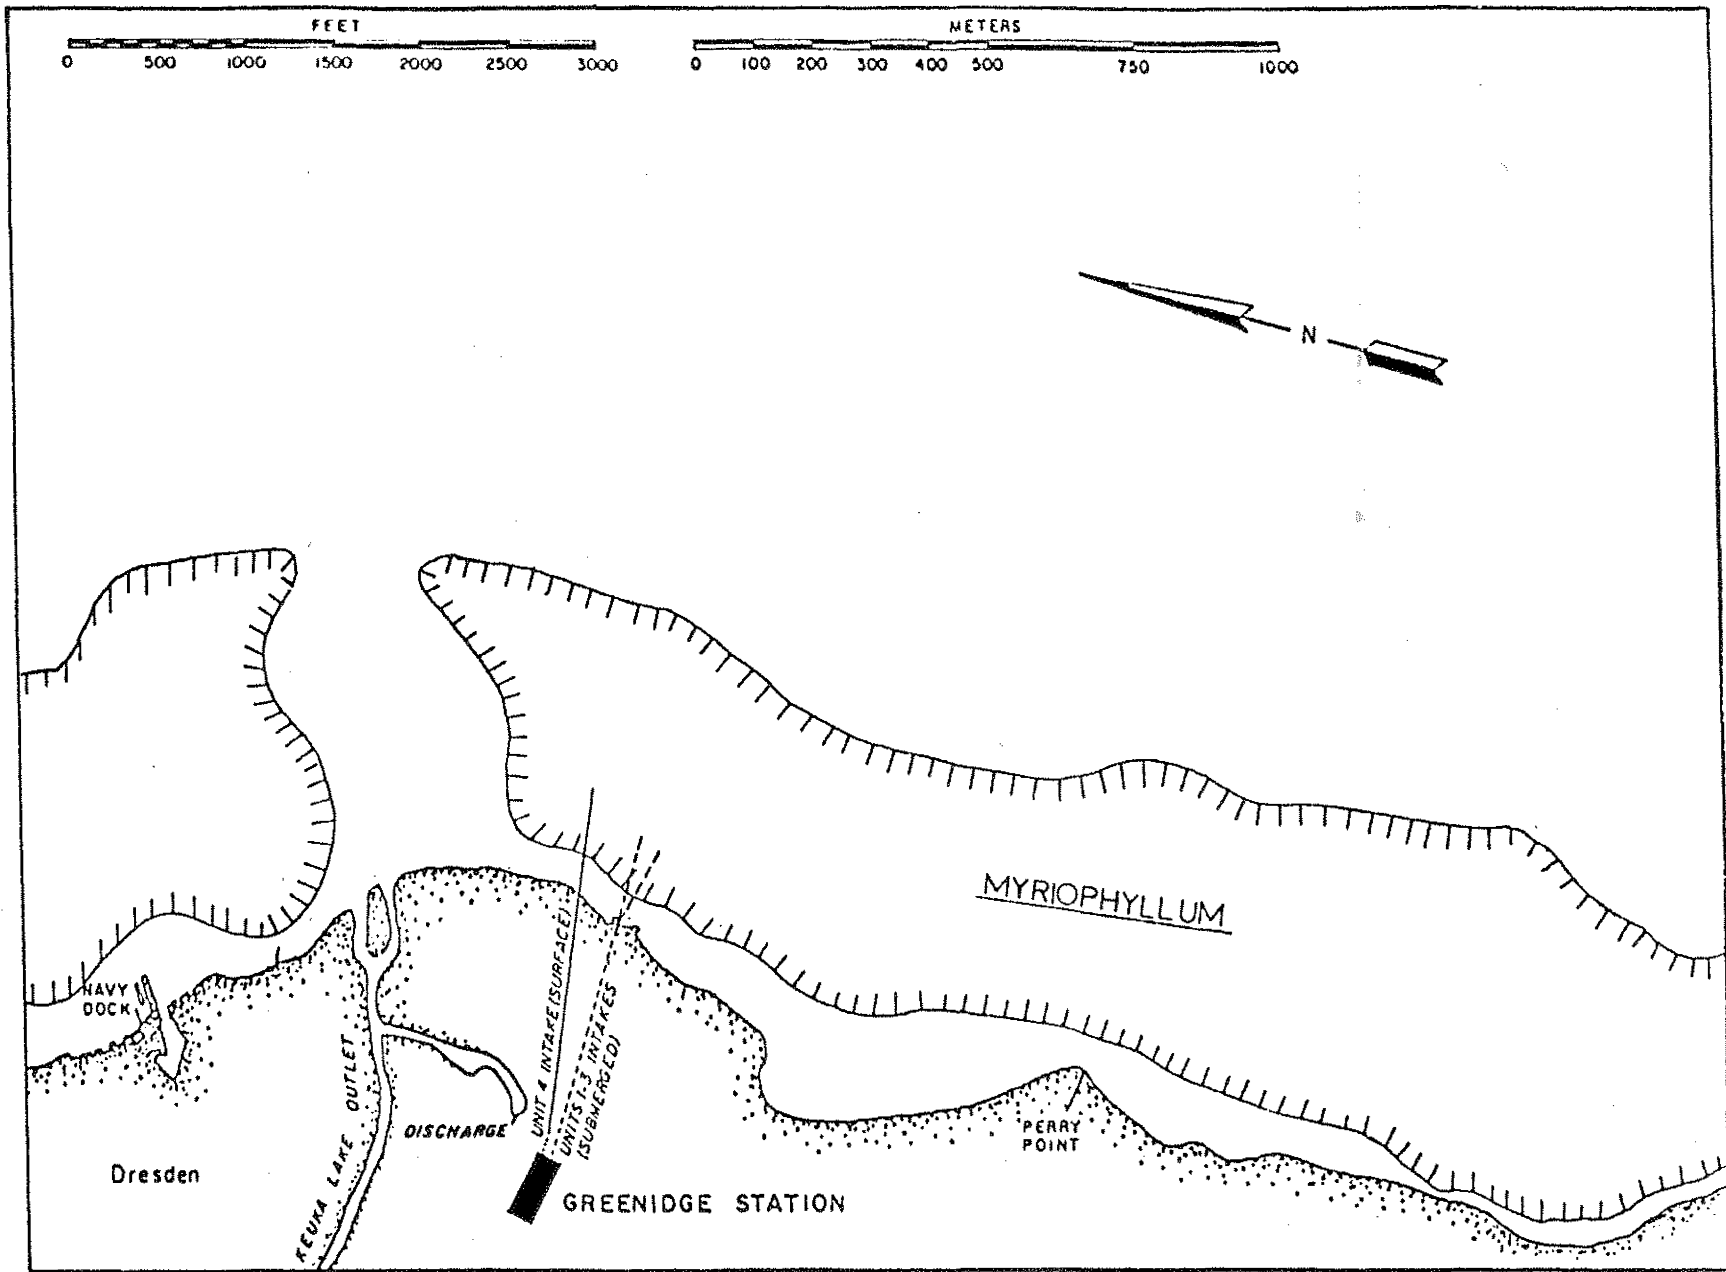 FEET
0 500 1000 1500 2000 2500 3000
METERS
0 100 200 300 400 500 750 1000
N
MYRIOPHYLLUM
NAVY
DOCK
KEUKA LAKE OUTLET
DISCHARGE
UNIT 4 INTAKE (SURFACE)
UNITS 1-3 INTAKES
(SUBMERGED)
PERRY
POINT
Dresden
GREENIDGE STATION